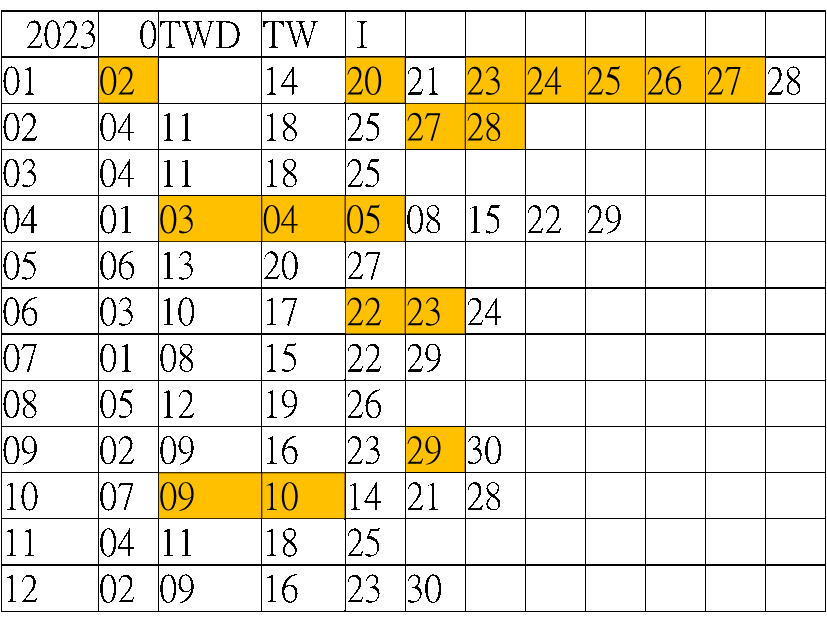 2023 0TWD TW I
01 02 14 20 21 23 24 25 26 27 28
02 04 11 18 25 27 28
03 04 11 18 25
04 01 03 04 05 08 15 22 29
05 06 13 20 27
06 03 10 17 22 23 24
07 01 08 15 22 29
08 05 12 19 26
09 02 09 16 23 29 30
10 07 09 10 14 21 28
11 04 11 18 25
12 02 09 16 23 30